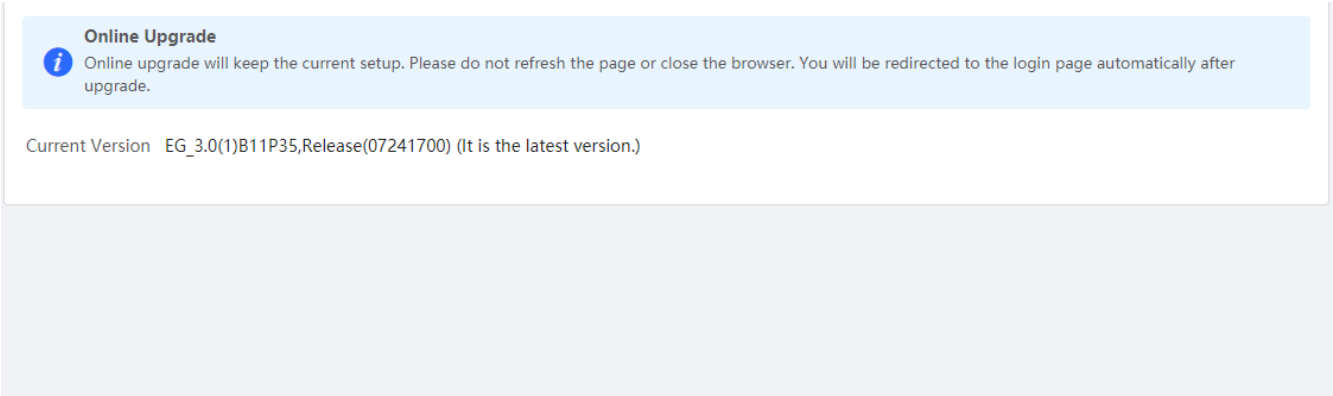 Online Upgrade
Online upgrade will keep the current setup. Please do not refresh the page or close the browser. You will be redirected to the login page automatically after
upgrade.
Current Version EG_3.0(1)B11P35,Release(07241700) (It is the latest version.)